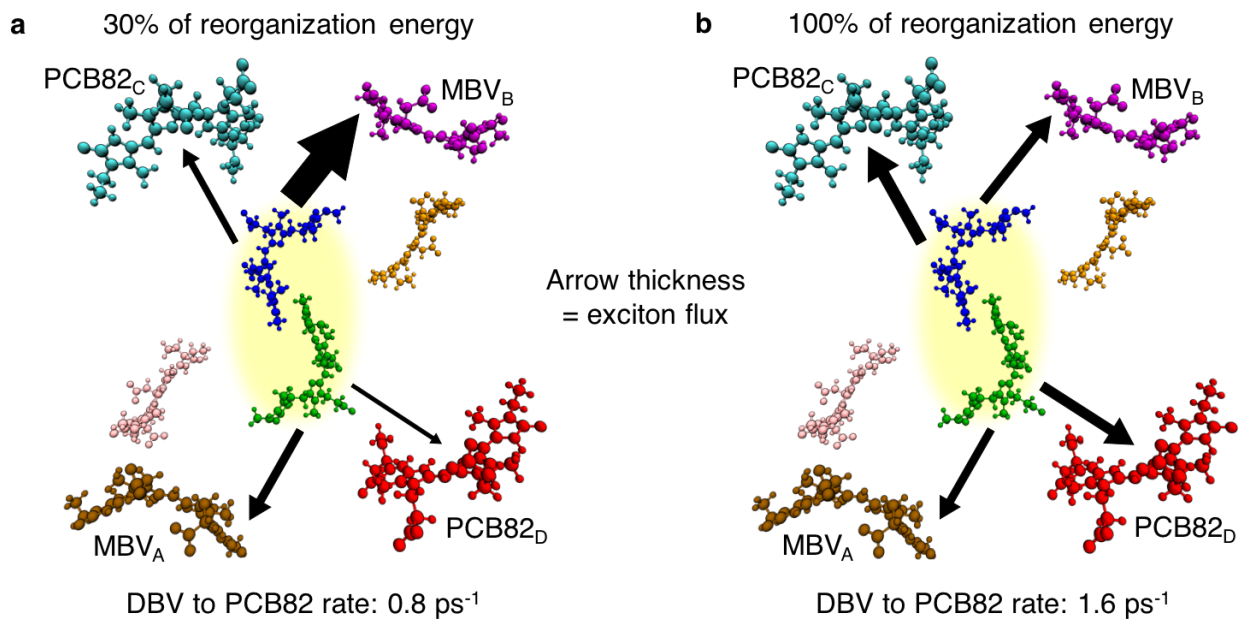 a 30% of reorganization energy
PCB82C
MBVB
MBVA
PCB82D
DBV to PCB82 rate: 0.8 ps-1
Arrow thickness
= exciton flux
b 100% of reorganization energy
PCB82C
MBVB
MBVA
PCB82D
DBV to PCB82 rate: 1.6 ps-1